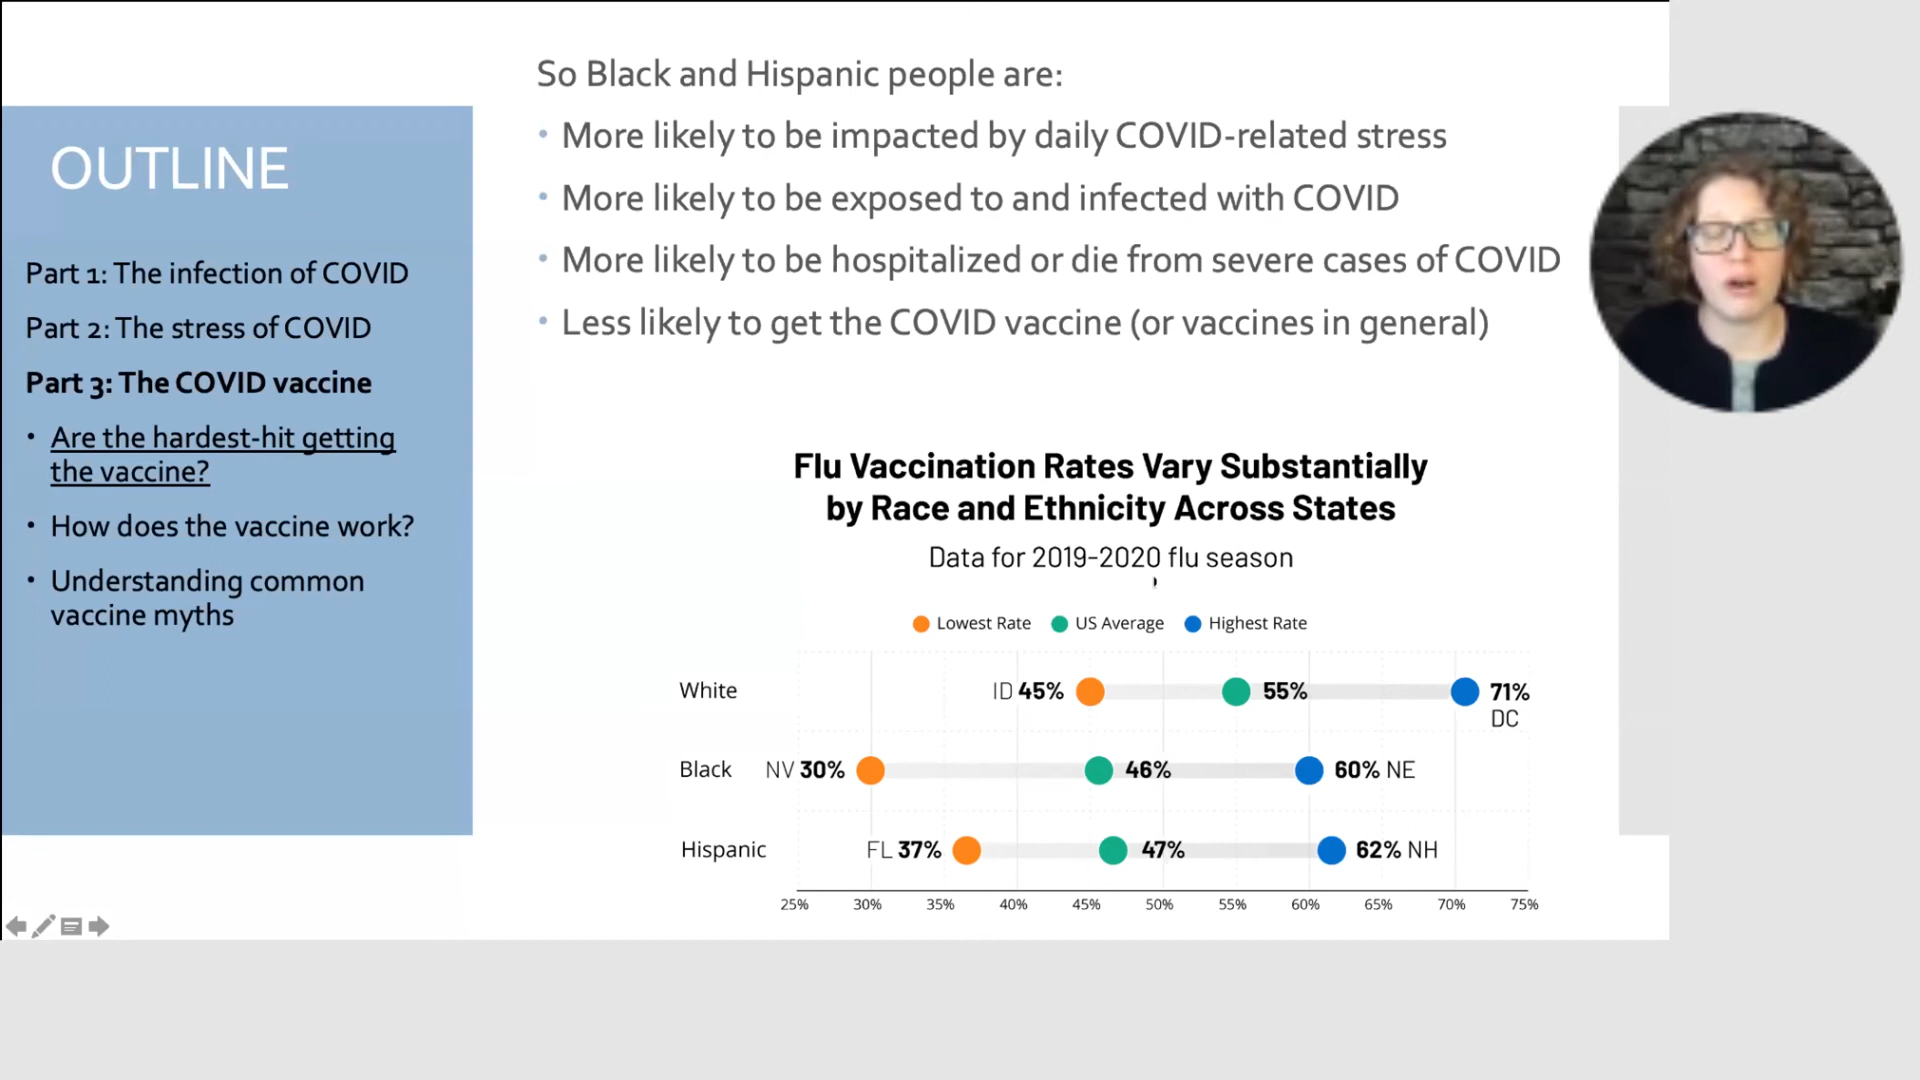 OUTLINE
Part 1: The infection of COVID
Part 2: The stress of COVID
Part 3: The COVID vaccine
• Are the hardest-hit getting
the vaccine?
• How does the vaccine work?
• Understanding common
vaccine myths
So Black and Hispanic people are:
• More likely to be impacted by daily COVID-related stress
• More likely to be exposed to and infected with COVID
• More likely to be hospitalized or die from severe cases of COVID
• Less likely to get the COVID vaccine (or vaccines in general)
Flu Vaccination Rates Vary Substantially
by Race and Ethnicity Across States
Data for 2019-2020 flu season
Lowest Rate US Average Highest Rate
White ID 45% 55% 71%
DC
Black NV 30% 46% 60% NE
Hispanic FL 37% 47% 62% NH
25% 30% 35% 40% 45% 50% 55% 60% 65% 70% 75%